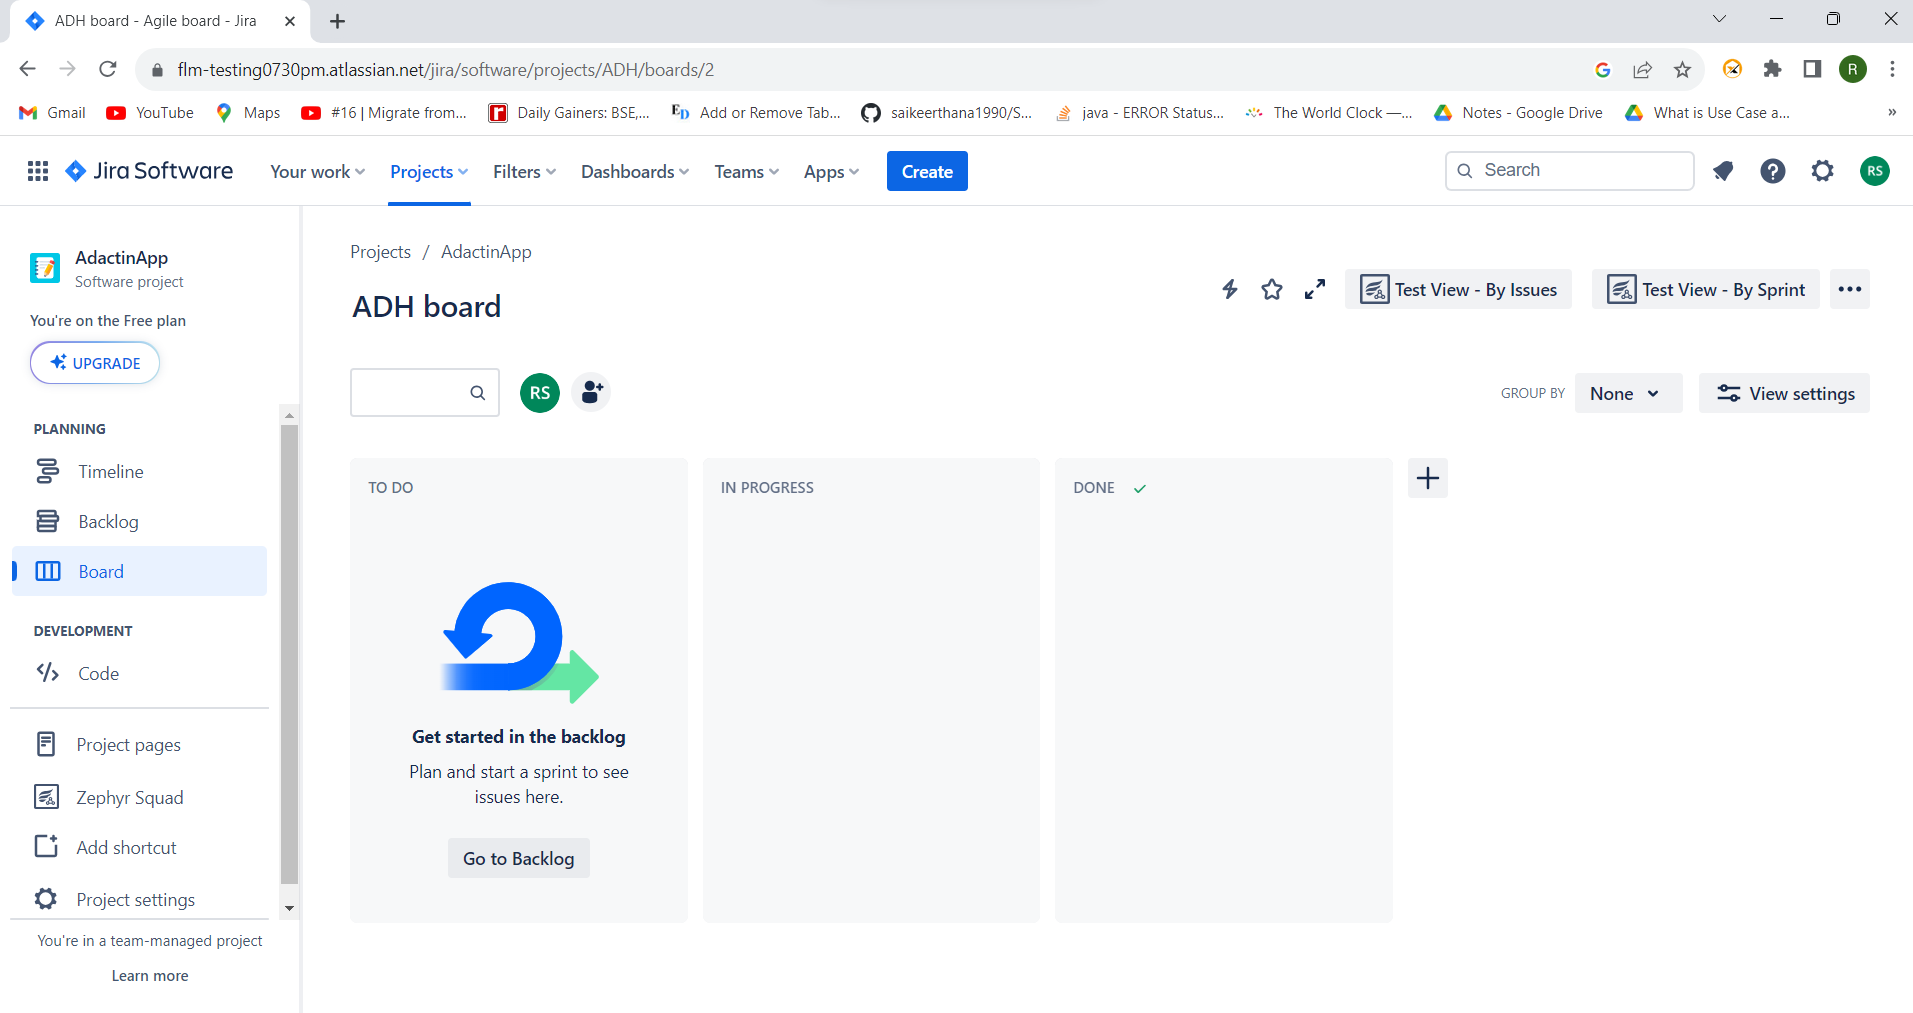 ADH board - Agile board - Jira
flm-testing0730pm.atlassian.net/jira/software/projects/ADH/boards/2
R
Gmail YouTube Maps #16 | Migrate from... Daily Gainers: BSE,... Add or Remove Tab... saikeerthana1990/S... java - ERROR Status... The World Clock —... Notes - Google Drive What is Use Case a... »
Jira Software Your work Projects Filters Dashboards Teams Apps Create Search RS
AdactinApp
Software project
You're on the Free plan
UPGRADE
PLANNING
Timeline
Backlog
Board
DEVELOPMENT
Code
Project pages
Zephyr Squad
Add shortcut
Project settings
You're in a team-managed project
Learn more
Projects / AdactinApp
ADH board
Test View - By Issues Test View - By Sprint
RS
GROUP BY None View settings
TO DO IN PROGRESS DONE
Get started in the backlog
Plan and start a sprint to see
issues here.
Go to Backlog